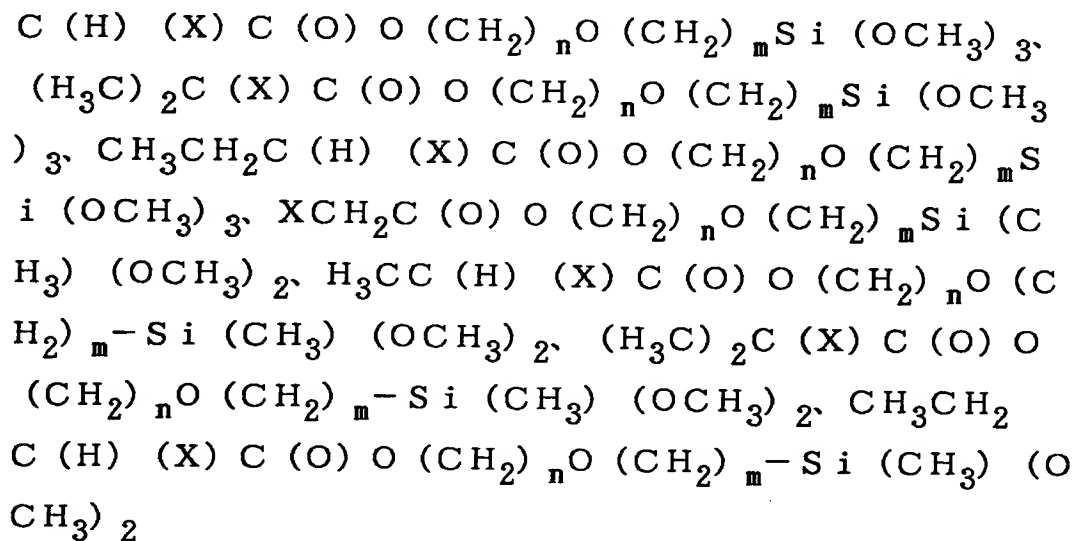 C (H) (X) C (O) O (CH₂) ₙO (CH₂) ₘSi (OCH₃) ₃、
(H₃C) ₂C (X) C (O) O (CH₂) ₙO (CH₂) ₘSi (OCH₃
) ₃、CH₃CH₂C (H) (X) C (O) O (CH₂) ₙO (CH₂) ₘS
i (OCH₃) ₃、XCH₂C (O) O (CH₂) ₙO (CH₂) ₘSi (C
H₃) (OCH₃) ₂、H₃CC (H) (X) C (O) O (CH₂) ₙO (C
H₂) ₘ−Si (CH₃) (OCH₃) ₂、(H₃C) ₂C (X) C (O) O
(CH₂) ₙO (CH₂) ₘ−Si (CH₃) (OCH₃) ₂、CH₃CH₂
C (H) (X) C (O) O (CH₂) ₙO (CH₂) ₘ−Si (CH₃) (O
CH₃) ₂